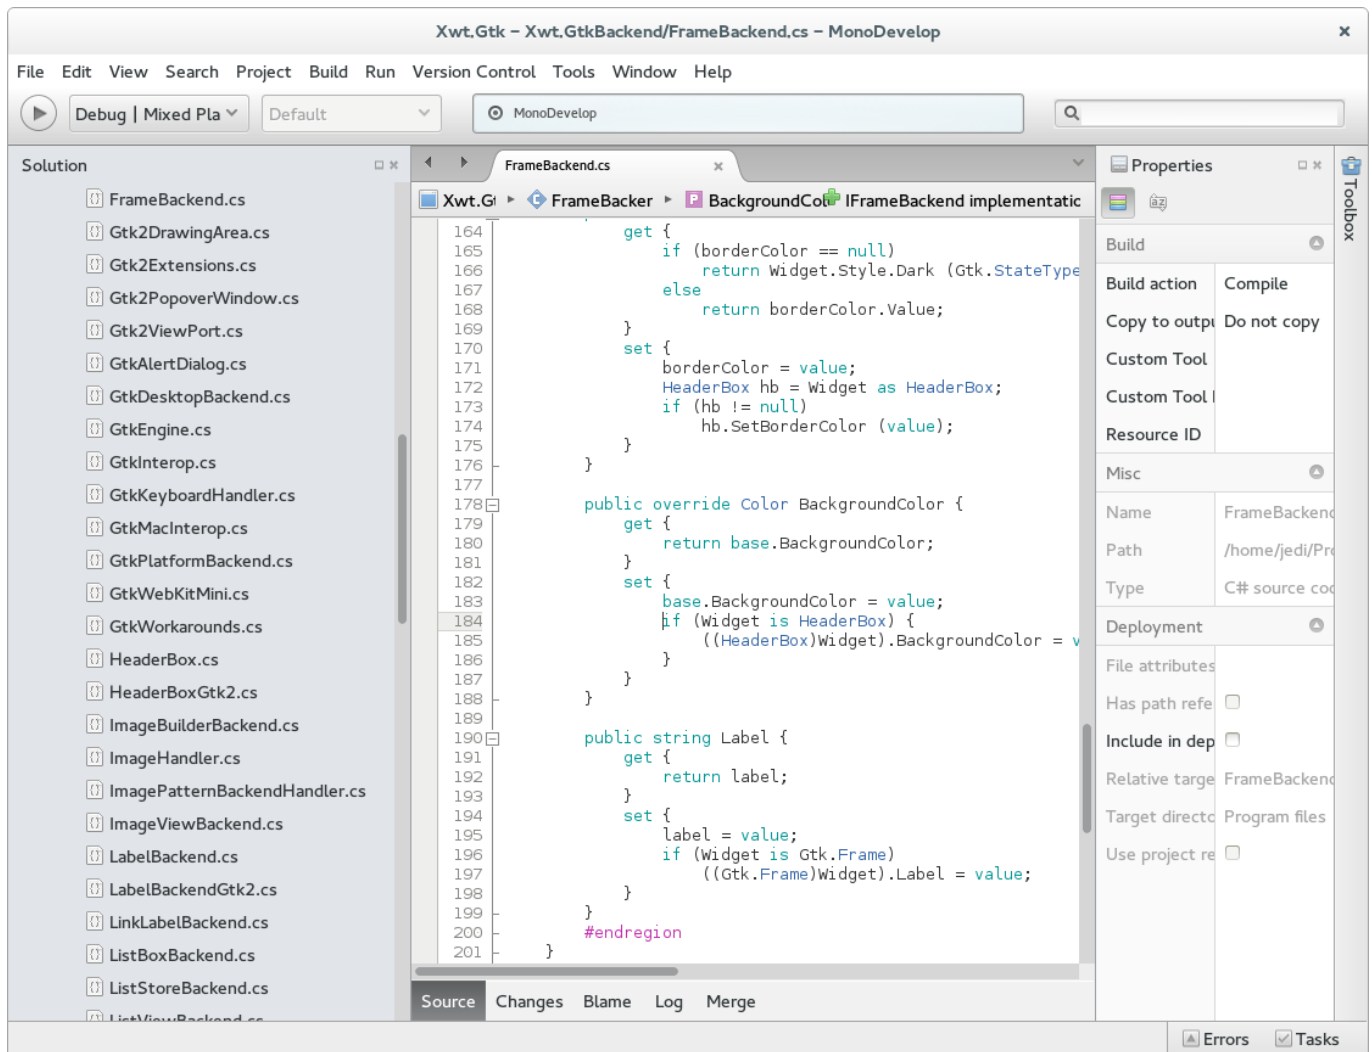 Xwt.Gtk – Xwt.GtkBackend/FrameBackend.cs – MonoDevelop
File Edit View Search Project Build Run Version Control Tools Window Help
Debug | Mixed Pla Default MonoDevelop
Solution
FrameBackend.cs
Gtk2DrawingArea.cs
Gtk2Extensions.cs
Gtk2PopoverWindow.cs
Gtk2ViewPort.cs
GtkAlertDialog.cs
GtkDesktopBackend.cs
GtkEngine.cs
GtkInterop.cs
GtkKeyboardHandler.cs
GtkMacInterop.cs
GtkPlatformBackend.cs
GtkWebKitMini.cs
GtkWorkarounds.cs
HeaderBox.cs
HeaderBoxGtk2.cs
ImageBuilderBackend.cs
ImageHandler.cs
ImagePatternBackendHandler.cs
ImageViewBackend.cs
LabelBackend.cs
LabelBackendGtk2.cs
LinkLabelBackend.cs
ListBoxBackend.cs
ListStoreBackend.cs
ListViewBackend.cs
FrameBackend.cs
Xwt.Gt FrameBacker P BackgroundCol IFrameBackend implementatic
164 get {
165 if (borderColor == null)
166 return Widget.Style.Dark (Gtk.StateType
167 else
168 return borderColor.Value;
169 }
170 set {
171 borderColor = value;
172 HeaderBox hb = Widget as HeaderBox;
173 if (hb != null)
174 hb.SetBorderColor (value);
175 }
176 }
177
178 public override Color BackgroundColor {
179 get {
180 return base.BackgroundColor;
181 }
182 set {
183 base.BackgroundColor = value;
184 if (Widget is HeaderBox) {
185 ((HeaderBox)Widget).BackgroundColor = v
186 }
187 }
188 }
189
190 public string Label {
191 get {
192 return label;
193 }
194 set {
195 label = value;
196 if (Widget is Gtk.Frame)
197 ((Gtk.Frame)Widget).Label = value;
198 }
199 }
200 #endregion
201 }
Source Changes Blame Log Merge
Properties
Build
Build action Compile
Copy to outpu Do not copy
Custom Tool
Custom Tool
Resource ID
Misc
Name FrameBackend
Path /home/jedi/Pro
Type C# source cod
Deployment
File attributes
Has path refe
Include in dep
Relative targe FrameBackend
Target directo Program files
Use project re
Toolbox
Errors Tasks